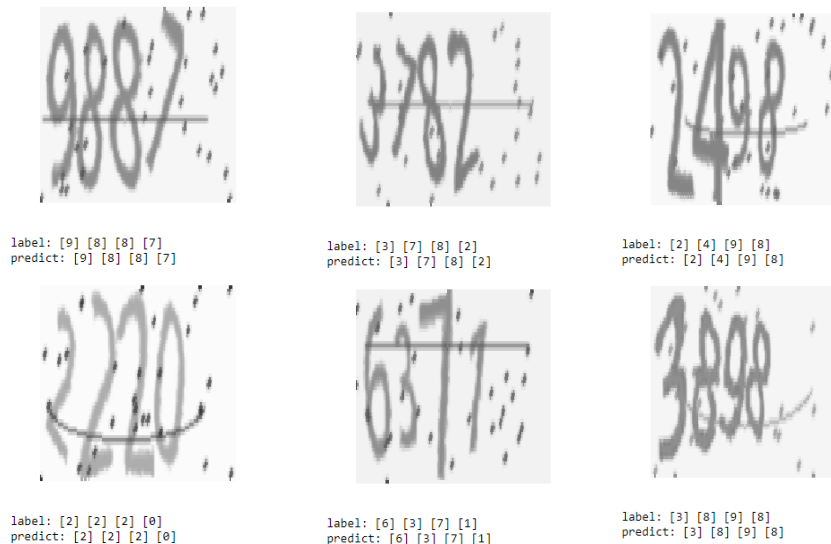 9887
3782
2498
label: [9] [8] [8] [7]
predict: [9] [8] [8] [7]
label: [3] [7] [8] [2]
predict: [3] [7] [8] [2]
label: [2] [4] [9] [8]
predict: [2] [4] [9] [8]
2220
6371
3898
label: [2] [2] [2] [0]
predict: [2] [2] [2] [0]
label: [6] [3] [7] [1]
predict: [6] [3] [7] [1]
label: [3] [8] [9] [8]
predict: [3] [8] [9] [8]